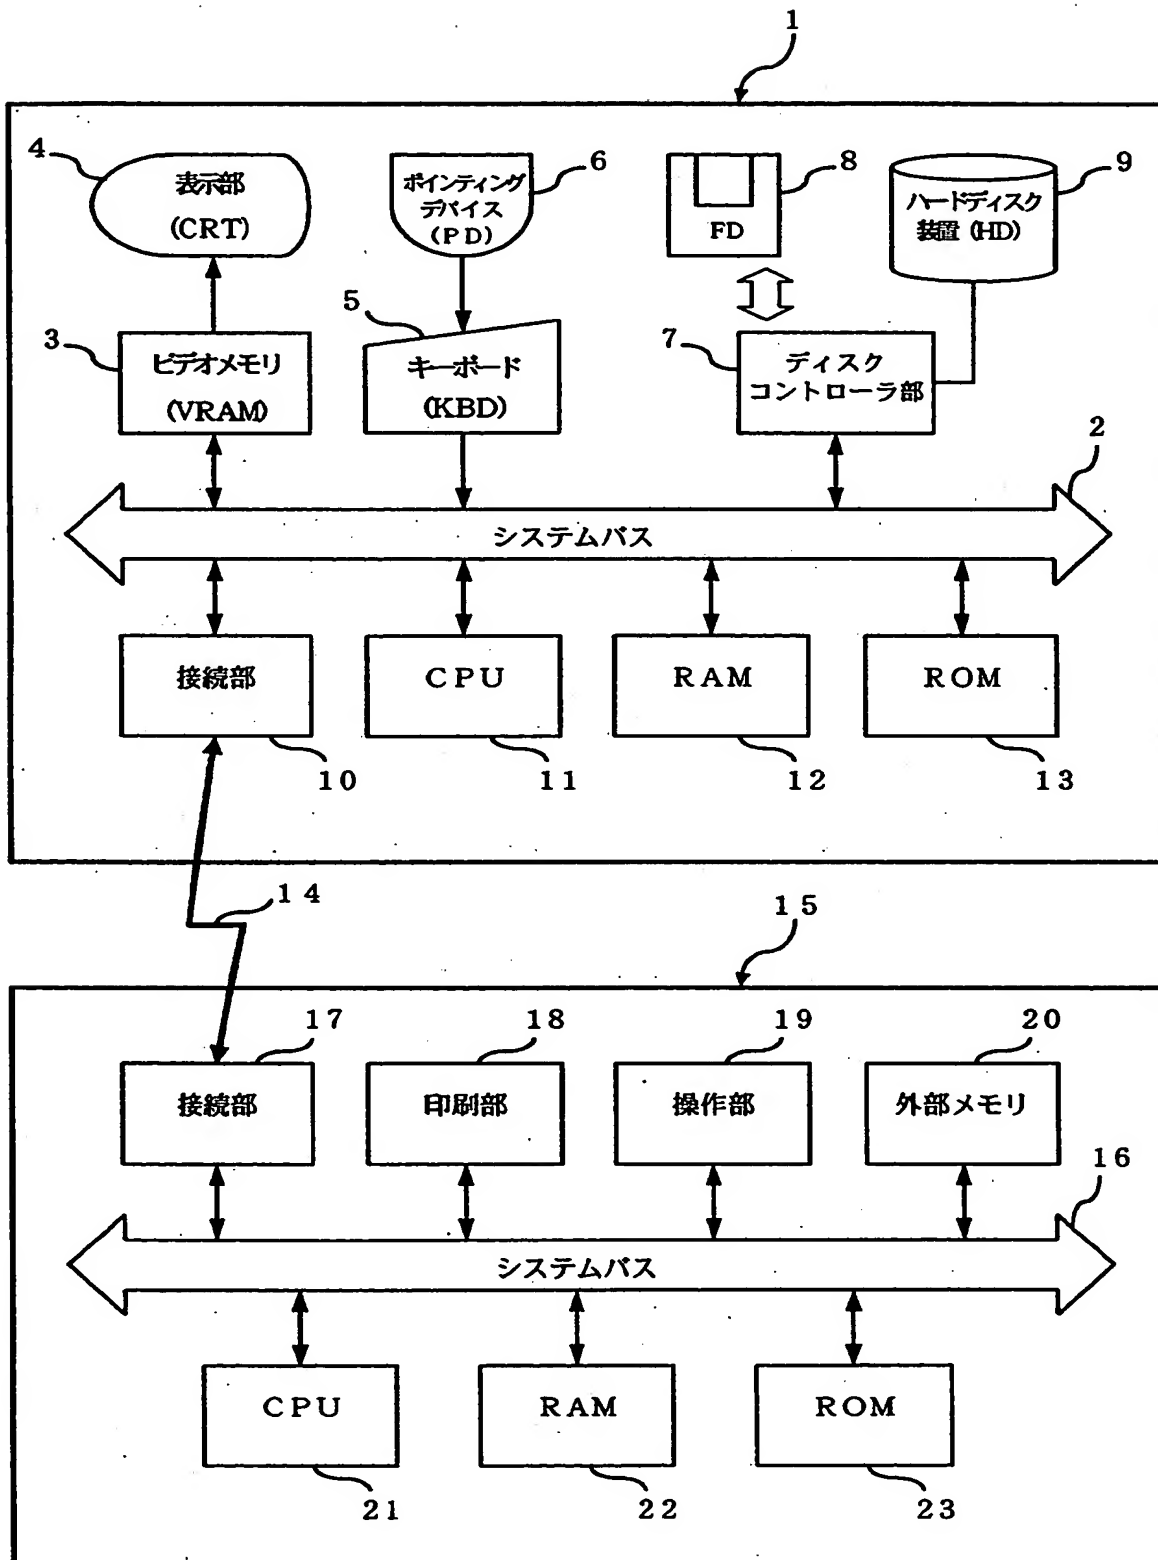 1
4
表示部
(CRT)
ポインティング
デバイス
(PD)
6
FD
8
ハードディスク
装置 (HD)
9
3
ビデオメモリ
(VRAM)
5
キーボード
(KBD)
7
ディスク
コントローラ部
2
システムバス
接続部
CPU
RAM
ROM
10
11
12
13
14
15
17
18
19
20
接続部
印刷部
操作部
外部メモリ
16
システムバス
CPU
RAM
ROM
21
22
23